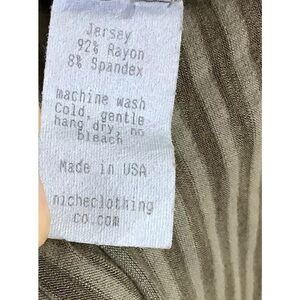 Jersey
92% Rayon
8% Spandex
machine wash
Cold, gentle
hang dry, no
bleach
Made in USA
nicheclothing
co.com